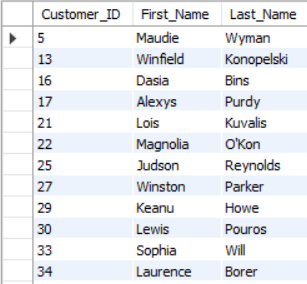 Customer_ID First_Name Last_Name
5 Maudie Wyman
13 Winfield Konopelski
16 Dasia Bins
17 Alexys Purdy
21 Lois Kuvalis
22 Magnolia O'Kon
25 Judson Reynolds
27 Winston Parker
29 Keanu Howe
30 Lewis Pouros
33 Sophia Will
34 Laurence Borer